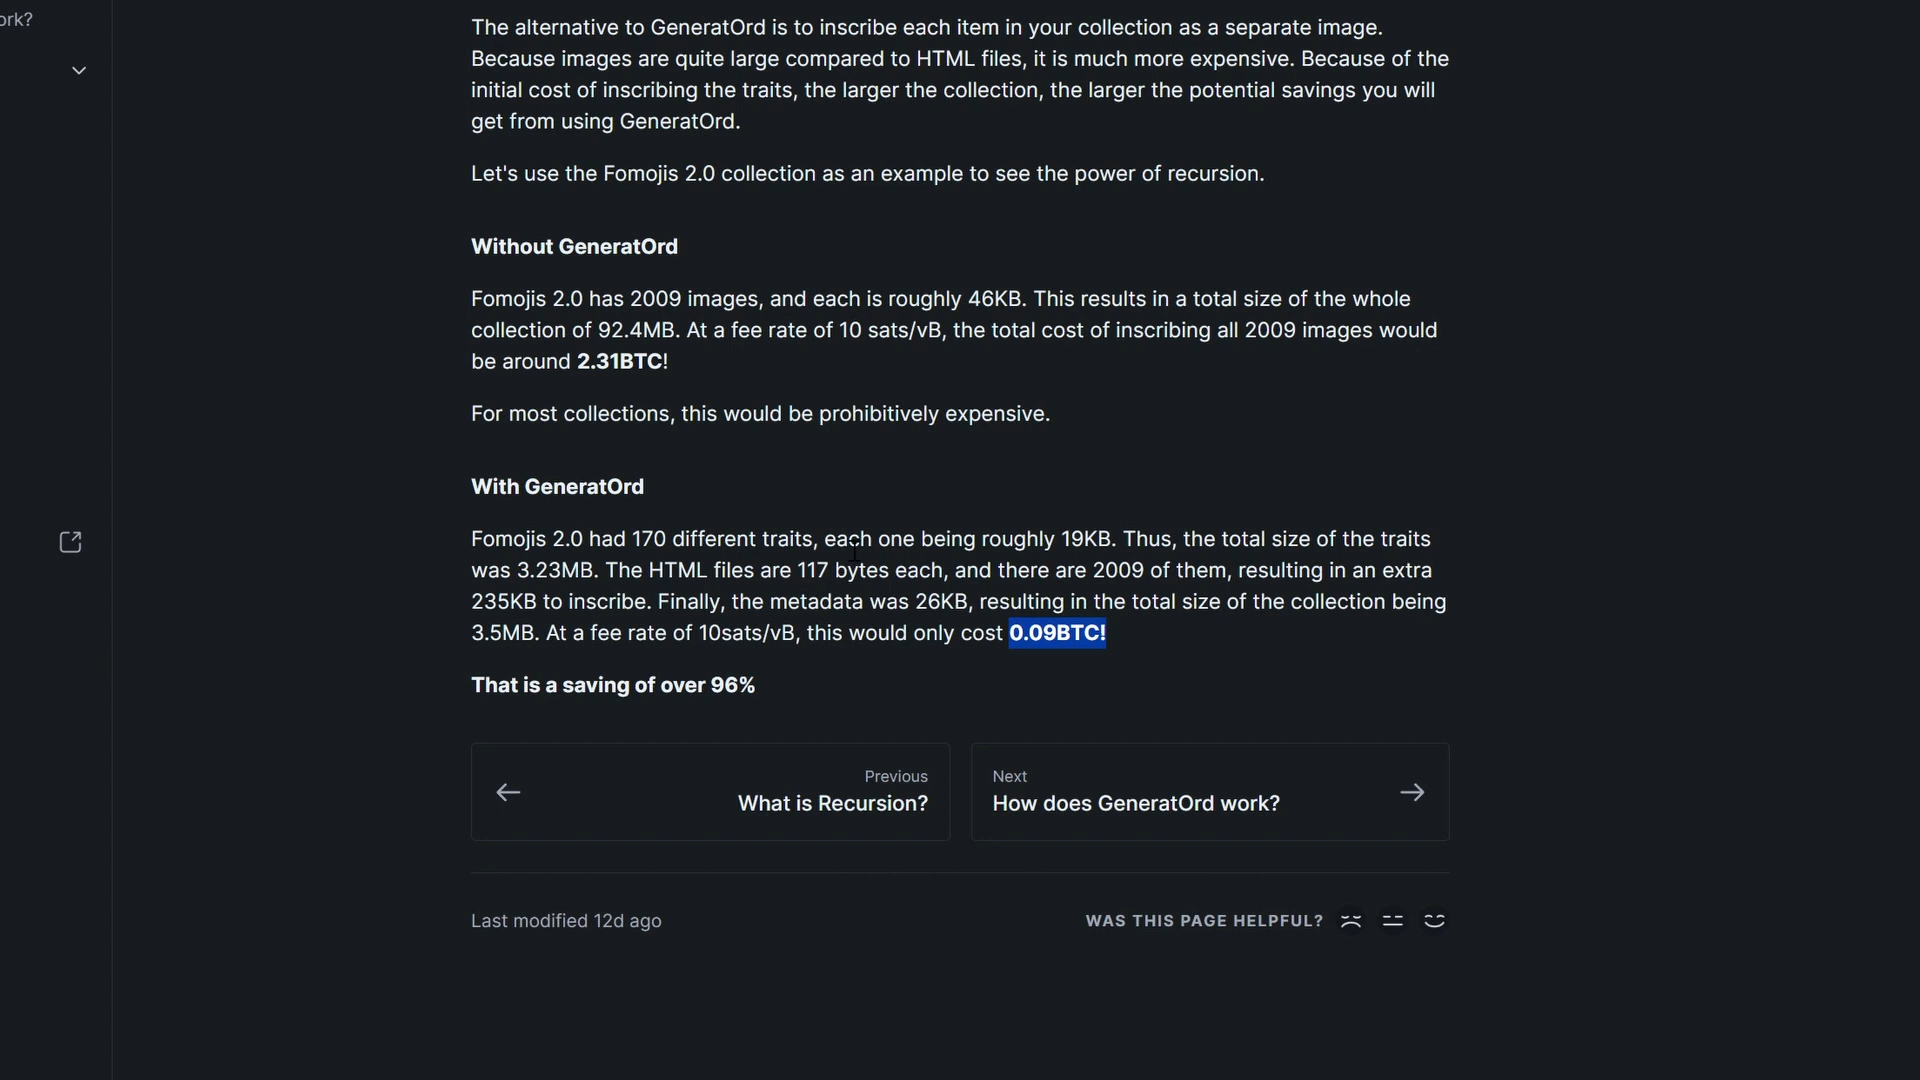 ork?
The alternative to GeneratOrd is to inscribe each item in your collection as a separate image.
Because images are quite large compared to HTML files, it is much more expensive. Because of the
initial cost of inscribing the traits, the larger the collection, the larger the potential savings you will
get from using GeneratOrd.
Let's use the Fomojis 2.0 collection as an example to see the power of recursion.
Without GeneratOrd
Fomojis 2.0 has 2009 images, and each is roughly 46KB. This results in a total size of the whole
collection of 92.4MB. At a fee rate of 10 sats/vB, the total cost of inscribing all 2009 images would
be around 2.31BTC!
For most collections, this would be prohibitively expensive.
With GeneratOrd
Fomojis 2.0 had 170 different traits, each one being roughly 19KB. Thus, the total size of the traits
was 3.23MB. The HTML files are 117 bytes each, and there are 2009 of them, resulting in an extra
235KB to inscribe. Finally, the metadata was 26KB, resulting in the total size of the collection being
3.5MB. At a fee rate of 10sats/vB, this would only cost 0.09BTC!
That is a saving of over 96%
Previous
What is Recursion?
Next
How does GeneratOrd work?
Last modified 12d ago
WAS THIS PAGE HELPFUL?